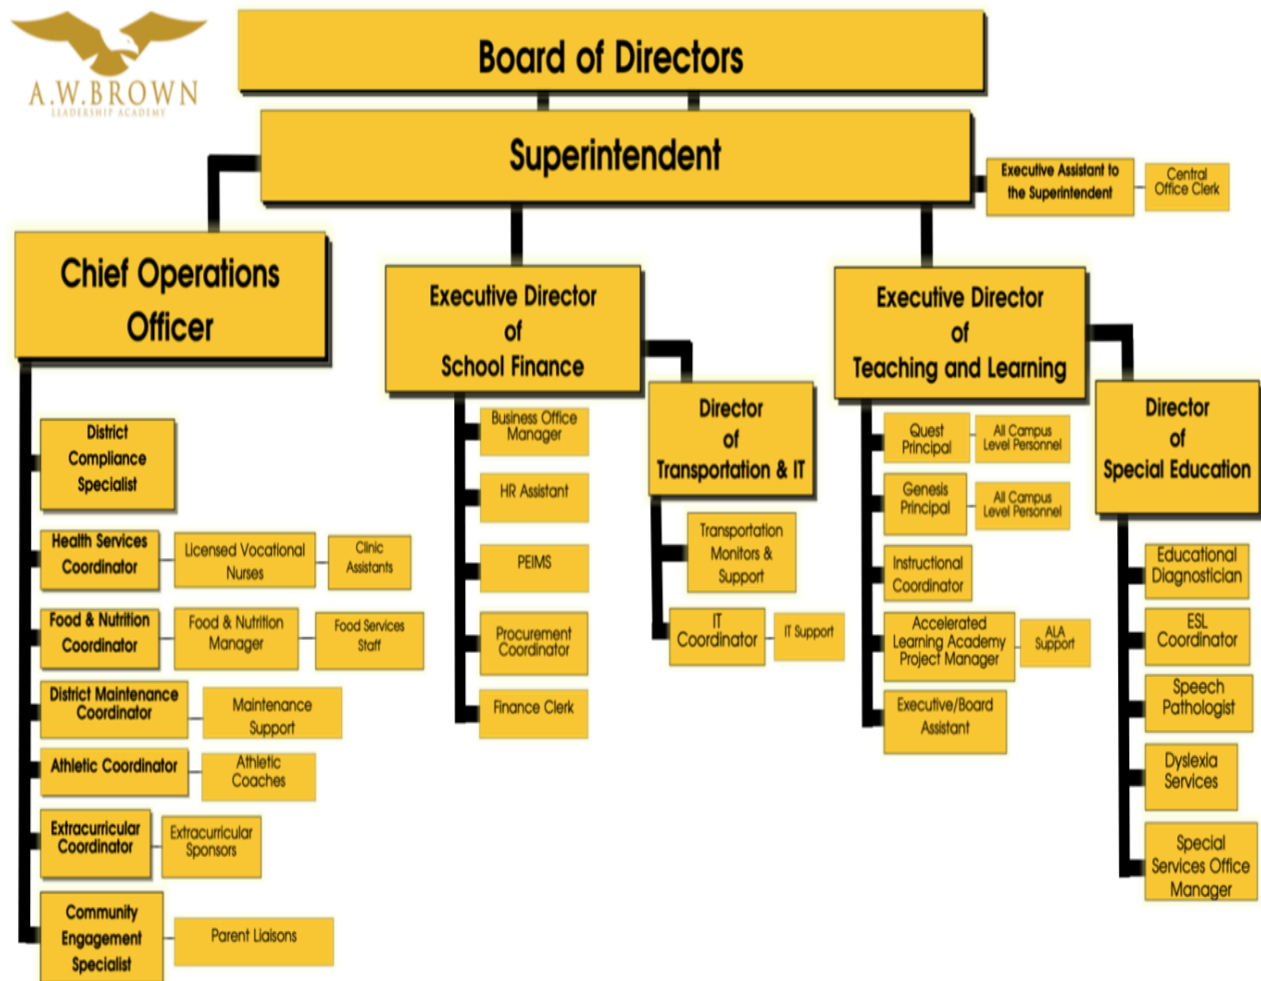 A.W.BROWN
LEADERSHIP ACADEMY
Board of Directors
Superintendent
Executive Assistant to
the Superintendent
Central
Office Clerk
Chief Operations
Officer
District
Compliance
Specialist
Health Services
Coordinator
Licensed Vocational
Nurses
Clinic
Assistants
Food & Nutrition
Coordinator
Food & Nutrition
Manager
Food Services
Staff
District Maintenance
Coordinator
Maintenance
Support
Athletic Coordinator
Athletic
Coaches
Extracurricular
Coordinator
Extracurricular
Sponsors
Community
Engagement
Specialist
Parent Liaisons
Executive Director
of
School Finance
Business Office
Manager
HR Assistant
PEIMS
Procurement
Coordinator
Finance Clerk
Director
of
Transportation & IT
Transportation
Monitors &
Support
IT
Coordinator
IT Support
Executive Director
of
Teaching and Learning
Quest
Principal
All Campus
Level Personnel
Genesis
Principal
All Campus
Level Personnel
Instructional
Coordinator
Accelerated
Learning Academy
Project Manager
ALA
Support
Executive/Board
Assistant
Director
of
Special Education
Educational
Diagnostician
ESL
Coordinator
Speech
Pathologist
Dyslexia
Services
Special
Services Office
Manager